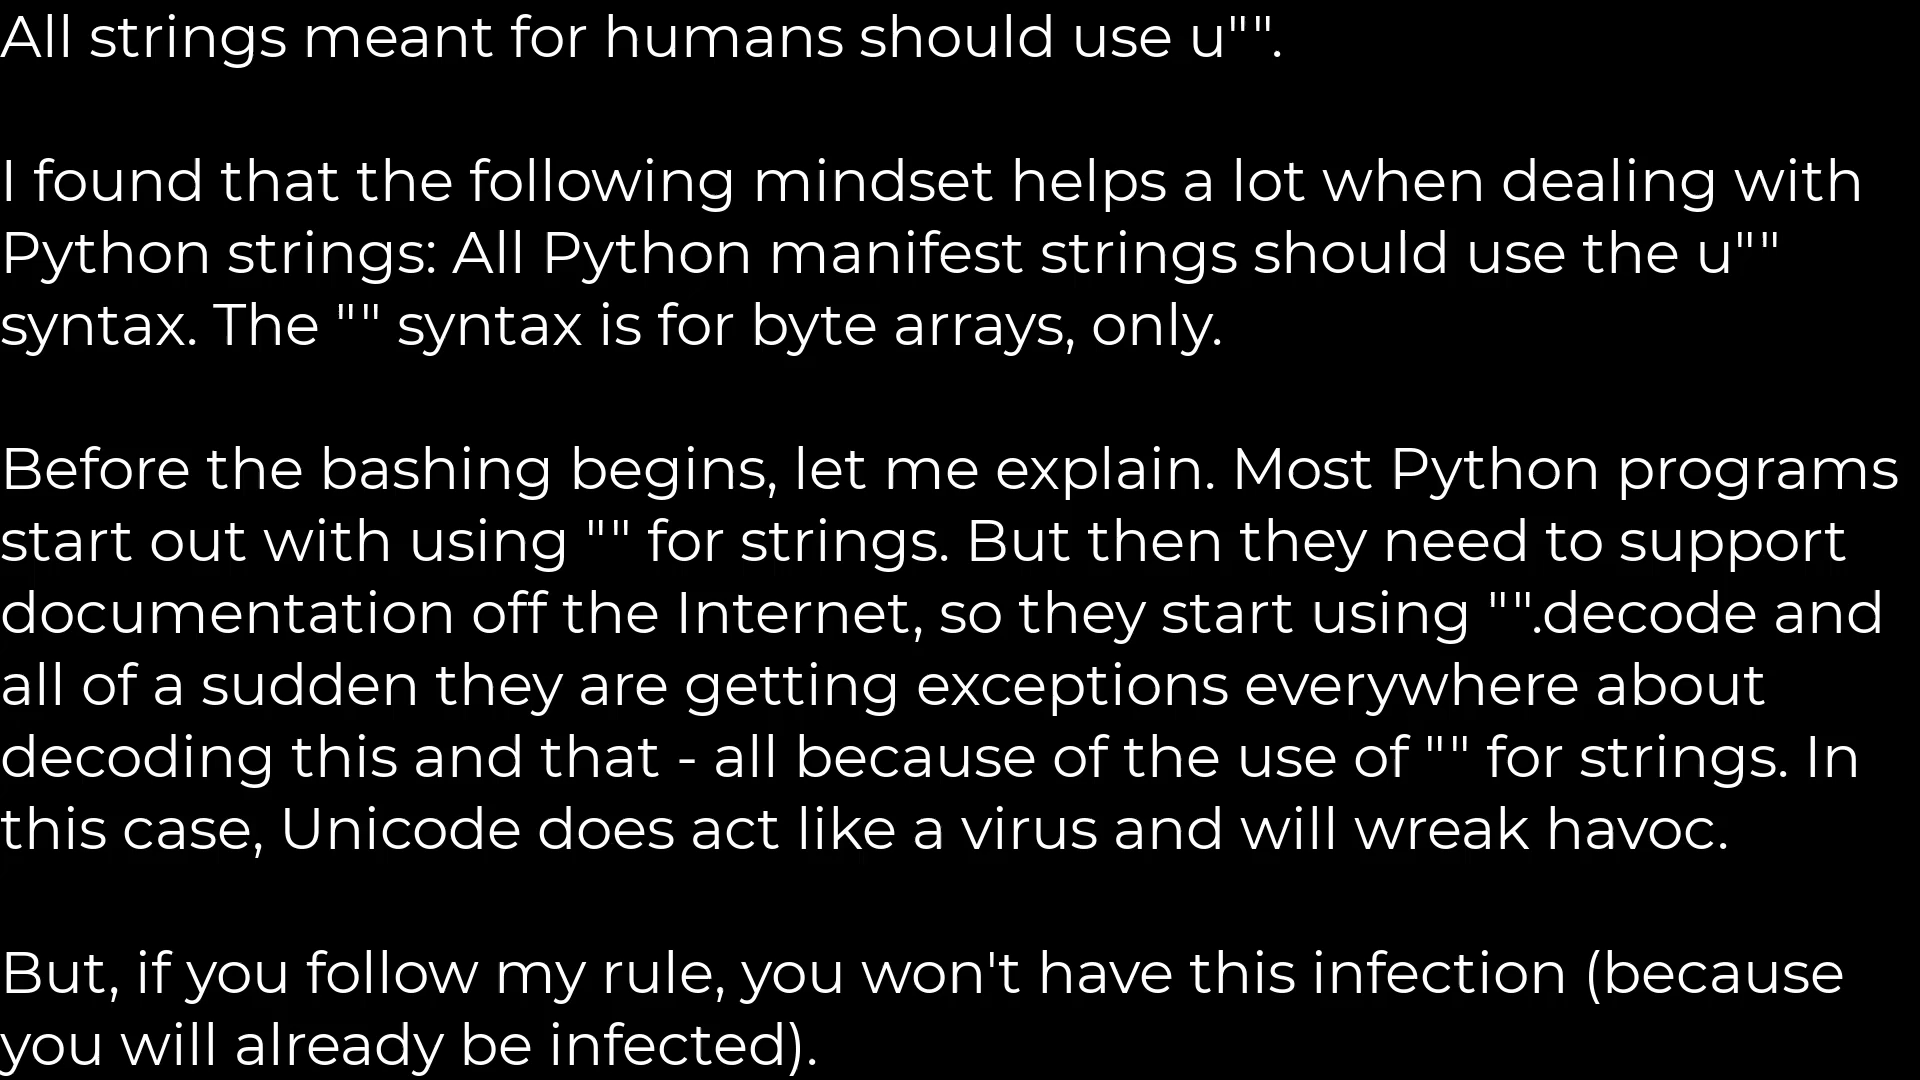 All strings meant for humans should use u"".
I found that the following mindset helps a lot when dealing with
Python strings: All Python manifest strings should use the u""
syntax. The "" syntax is for byte arrays, only.
Before the bashing begins, let me explain. Most Python programs
start out with using "" for strings. But then they need to support
documentation off the Internet, so they start using "".decode and
all of a sudden they are getting exceptions everywhere about
decoding this and that - all because of the use of "" for strings. In
this case, Unicode does act like a virus and will wreak havoc.
But, if you follow my rule, you won't have this infection (because
you will already be infected).